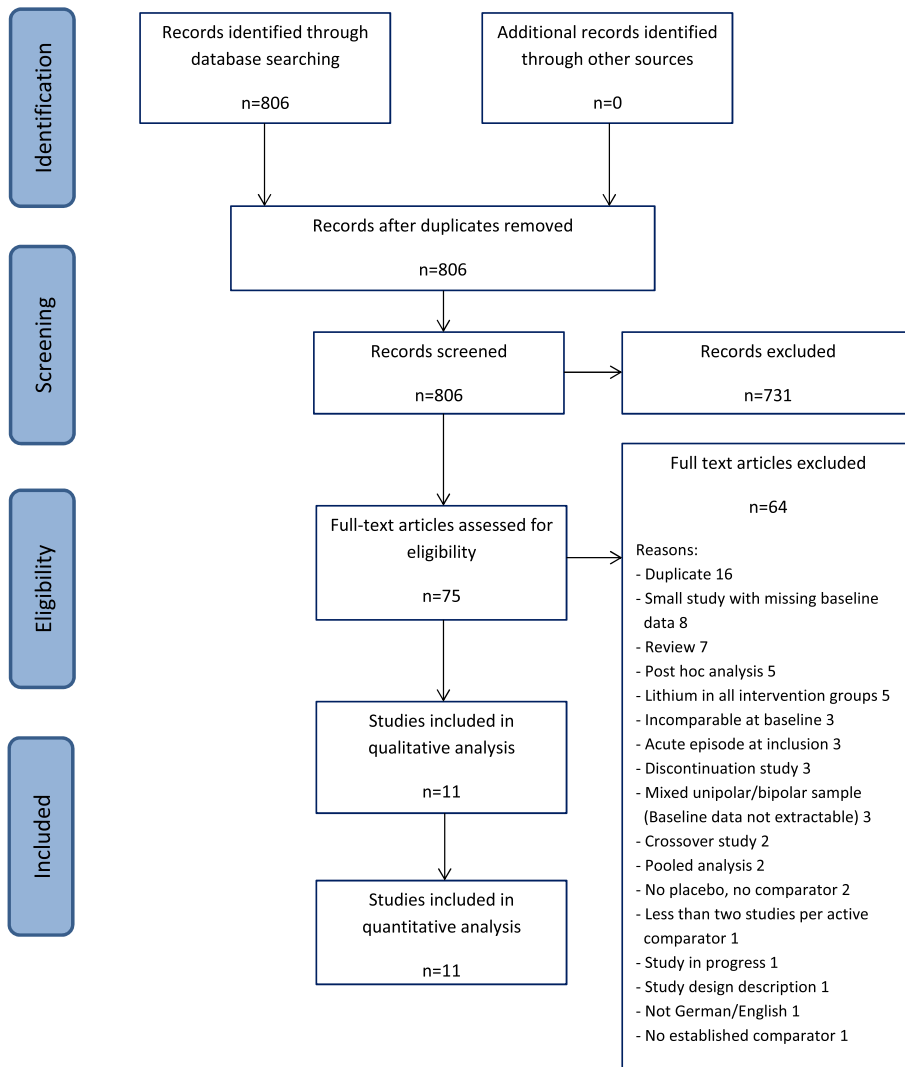 Identification
Records identified through
database searching
n=806
Additional records identified
through other sources
n=0
Records after duplicates removed
n=806
Screening
Records screened
n=806
Records excluded
n=731
Eligibility
Full-text articles assessed for
eligibility
n=75
Full text articles excluded
n=64
Reasons:
- Duplicate 16
- Small study with missing baseline
data 8
- Review 7
- Post hoc analysis 5
- Lithium in all intervention groups 5
- Incomparable at baseline 3
- Acute episode at inclusion 3
- Discontinuation study 3
- Mixed unipolar/bipolar sample
(Baseline data not extractable) 3
- Crossover study 2
- Pooled analysis 2
- No placebo, no comparator 2
- Less than two studies per active
comparator 1
- Study in progress 1
- Study design description 1
- Not German/English 1
- No established comparator 1
Included
Studies included in
qualitative analysis
n=11
Studies included in
quantitative analysis
n=11